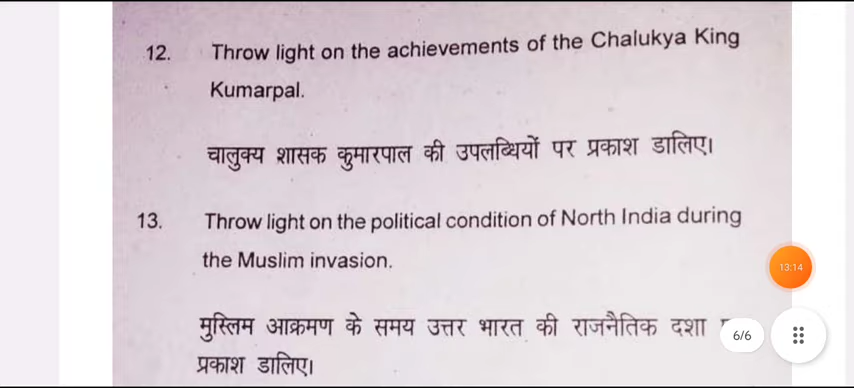 12. Throw light on the achievements of the Chalukya King
Kumarpal.
चालुक्य शासक कुमारपाल की उपलब्धियों पर प्रकाश डालिए।
13. Throw light on the political condition of North India during
the Muslim invasion.
13:14
मुस्लिम आक्रमण के समय उत्तर भारत की राजनैतिक दशा
6/6
प्रकाश डालिए।